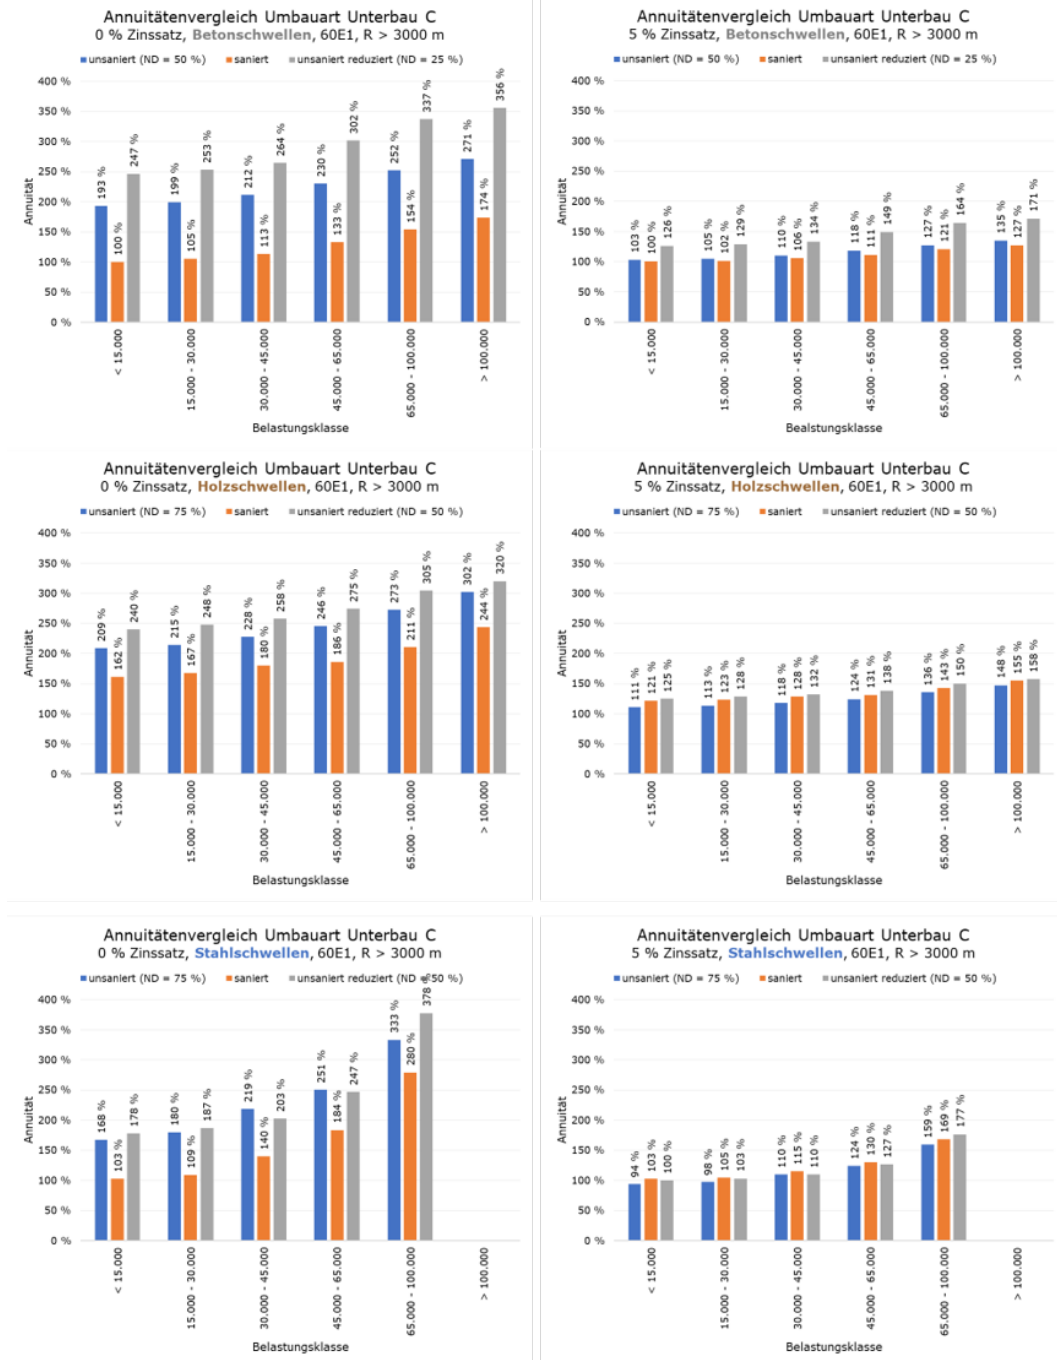 Annuitätenvergleich Umbauart Unterbau C
0 % Zinssatz, Betonschwellen, 60E1, R > 3000 m
unsaniert (ND = 50 %) saniert unsaniert reduziert (ND = 25 %)
400 %
350 %
300 %
250 %
200 %
150 %
100 %
50 %
0 %
Annuität
193 % 100 % 247 %
199 % 105 % 253 %
212 % 113 % 264 %
230 % 133 % 302 %
252 % 154 % 337 %
271 % 174 % 356 %
< 15.000
15.000 - 30.000
30.000 - 45.000
45.000 - 65.000
65.000 - 100.000
> 100.000
Belastungsklasse
Annuitätenvergleich Umbauart Unterbau C
5 % Zinssatz, Betonschwellen, 60E1, R > 3000 m
unsaniert (ND = 50 %) saniert unsaniert reduziert (ND = 25 %)
400 %
350 %
300 %
250 %
200 %
150 %
100 %
50 %
0 %
Annuität
103 % 100 % 126 %
105 % 102 % 129 %
110 % 106 % 134 %
118 % 111 % 149 %
127 % 121 % 164 %
135 % 127 % 171 %
< 15.000
15.000 - 30.000
30.000 - 45.000
45.000 - 65.000
65.000 - 100.000
> 100.000
Bealstungsklasse
Annuitätenvergleich Umbauart Unterbau C
0 % Zinssatz, Holzschwellen, 60E1, R > 3000 m
unsaniert (ND = 75 %) saniert unsaniert reduziert (ND = 50 %)
400 %
350 %
300 %
250 %
200 %
150 %
100 %
50 %
0 %
Annuität
209 % 162 % 240 %
215 % 167 % 248 %
228 % 180 % 258 %
246 % 186 % 275 %
273 % 211 % 305 %
302 % 244 % 320 %
< 15.000
15.000 - 30.000
30.000 - 45.000
45.000 - 65.000
65.000 - 100.000
> 100.000
Belastungsklasse
Annuitätenvergleich Umbauart Unterbau C
5 % Zinssatz, Holzschwellen, 60E1, R > 3000 m
unsaniert (ND = 75 %) saniert unsaniert reduziert (ND = 50 %)
400 %
350 %
300 %
250 %
200 %
150 %
100 %
50 %
0 %
Annuität
111 % 121 % 125 %
113 % 123 % 128 %
118 % 128 % 132 %
124 % 131 % 138 %
136 % 143 % 150 %
148 % 155 % 158 %
< 15.000
15.000 - 30.000
30.000 - 45.000
45.000 - 65.000
65.000 - 100.000
> 100.000
Belastungsklasse
Annuitätenvergleich Umbauart Unterbau C
0 % Zinssatz, Stahlschwellen, 60E1, R > 3000 m
unsaniert (ND = 75 %) saniert unsaniert reduziert (ND = 50 %)
400 %
350 %
300 %
250 %
200 %
150 %
100 %
50 %
0 %
Annuität
168 % 103 % 178 %
180 % 109 % 187 %
219 % 140 % 203 %
251 % 184 % 247 %
333 % 280 % 378 %
< 15.000
15.000 - 30.000
30.000 - 45.000
45.000 - 65.000
65.000 - 100.000
> 100.000
Belastungsklasse
Annuitätenvergleich Umbauart Unterbau C
5 % Zinssatz, Stahlschwellen, 60E1, R > 3000 m
unsaniert (ND = 75 %) saniert unsaniert reduziert (ND = 50 %)
400 %
350 %
300 %
250 %
200 %
150 %
100 %
50 %
0 %
Annuität
94 % 103 % 100 %
98 % 105 % 103 %
110 % 115 % 110 %
124 % 130 % 127 %
159 % 169 % 177 %
< 15.000
15.000 - 30.000
30.000 - 45.000
45.000 - 65.000
65.000 - 100.000
> 100.000
Belastungsklasse